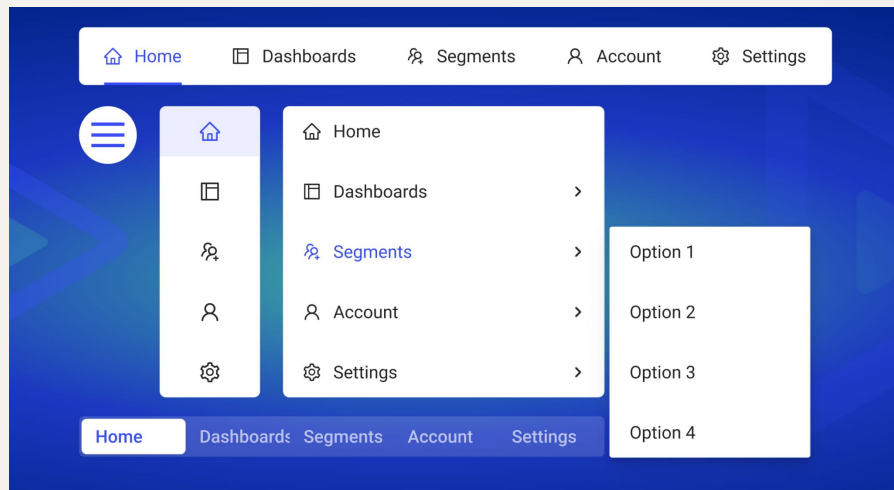 Home Dashboards Segments Account Settings
Home
Dashboards
Segments
Account
Settings
Option 1
Option 2
Option 3
Option 4
Home Dashboards Segments Account Settings